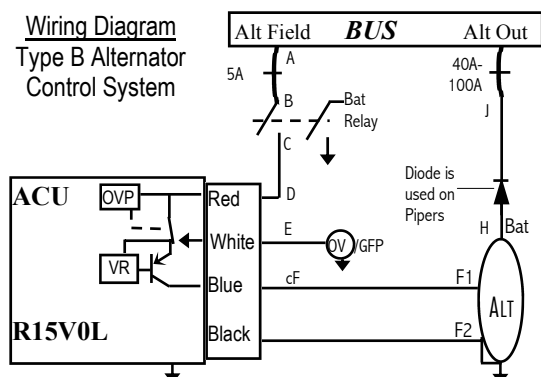 Wiring Diagram
Type B Alternator
Control System
Alt Field
BUS
Alt Out
A
5A
40A-
100A
B
Bat
Relay
J
C
Diode is
used on
Pipers
ACU
OVP
Red
D
H
Bat
White
E
OV
/GFP
VR
Blue
cF
F1
ALT
R15V0L
Black
F2